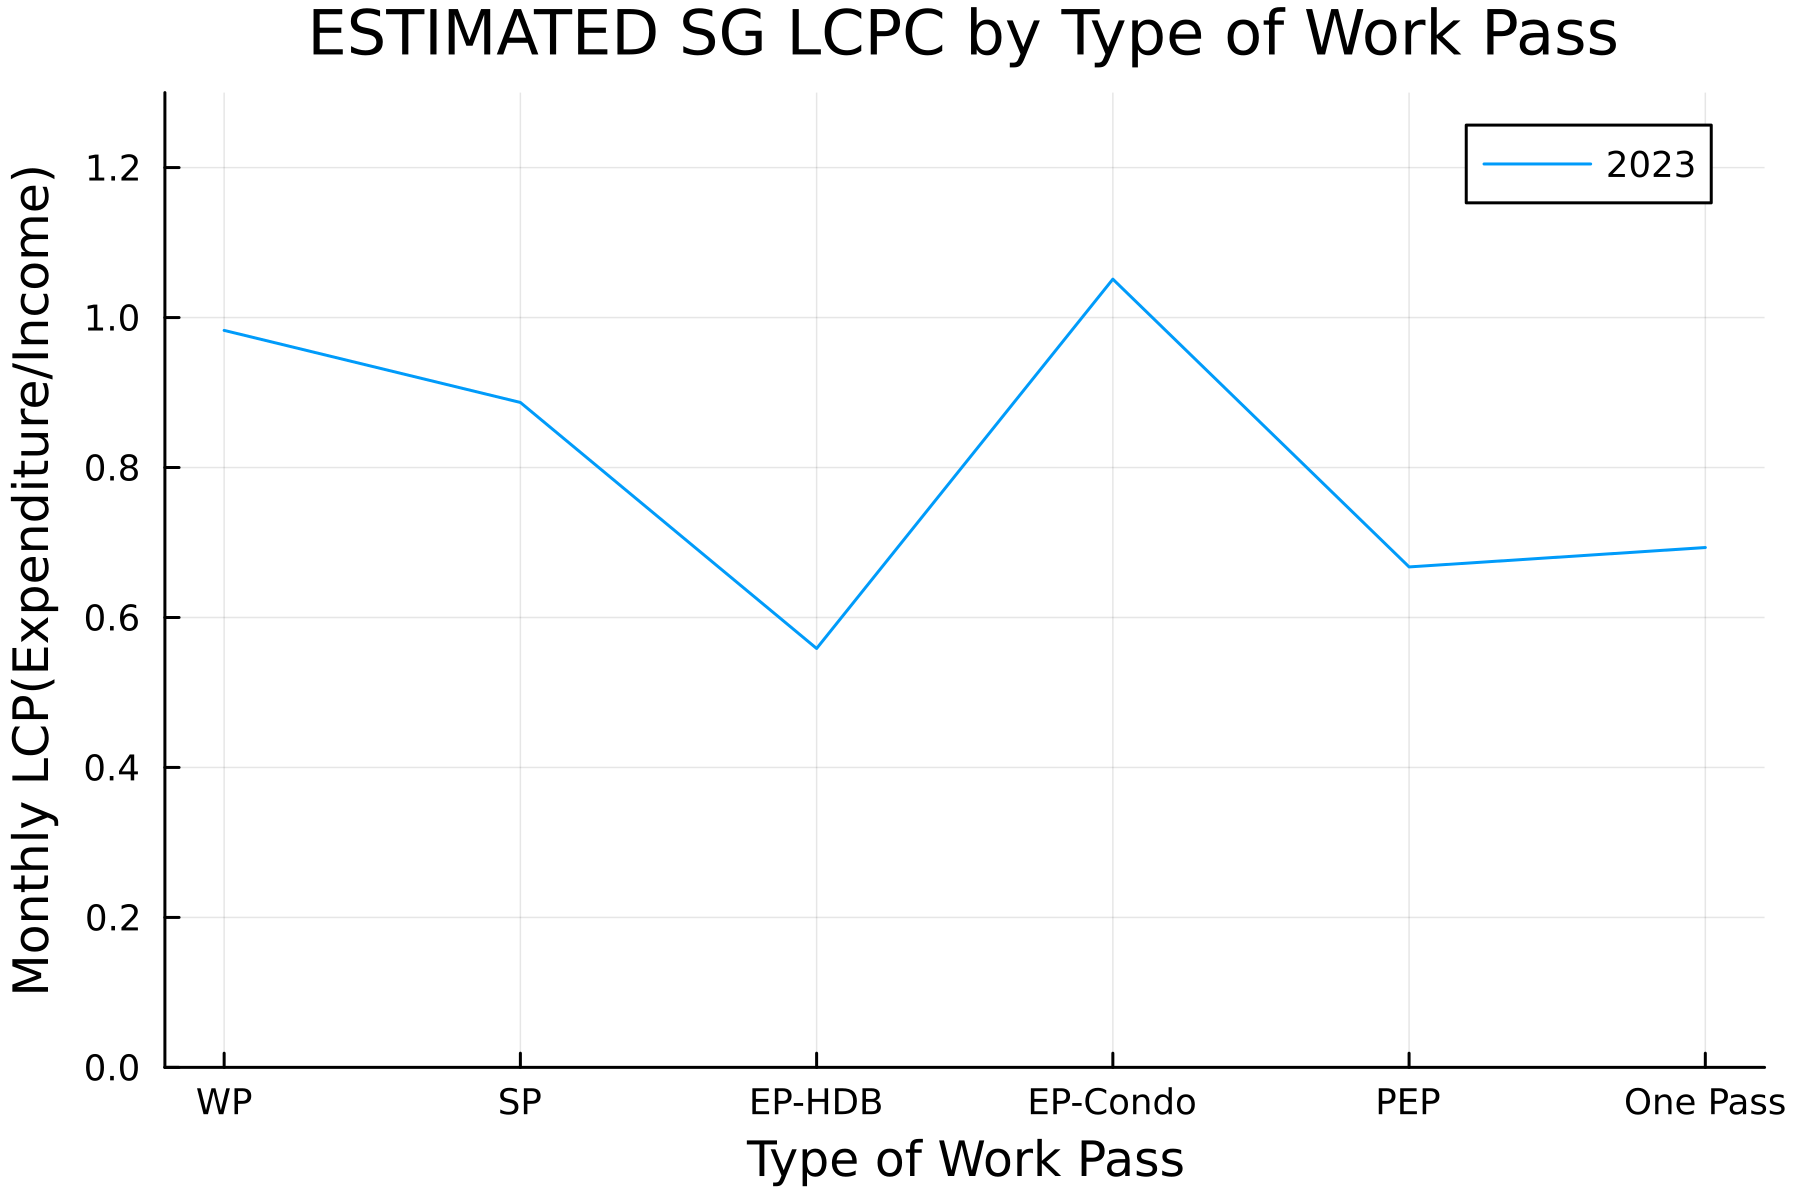 ESTIMATED SG LCPC by Type of Work Pass
Monthly LCP(Expenditure/Income)
1.2
1.0
0.8
0.6
0.4
0.2
0.0
2023
WP
SP
EP-HDB
EP-Condo
PEP
One Pass
Type of Work Pass